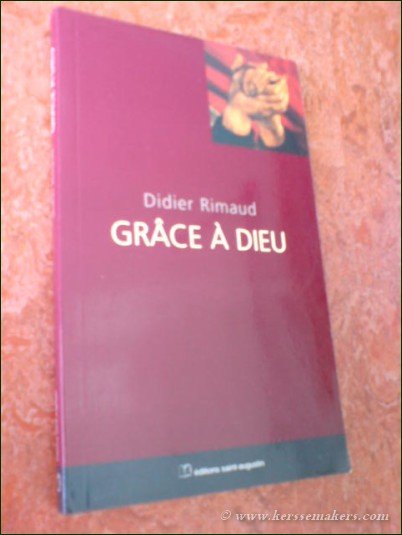 Didier Rimaud
GRÂCE À DIEU
éditions saint-augustin
© www.kerssemakers.com